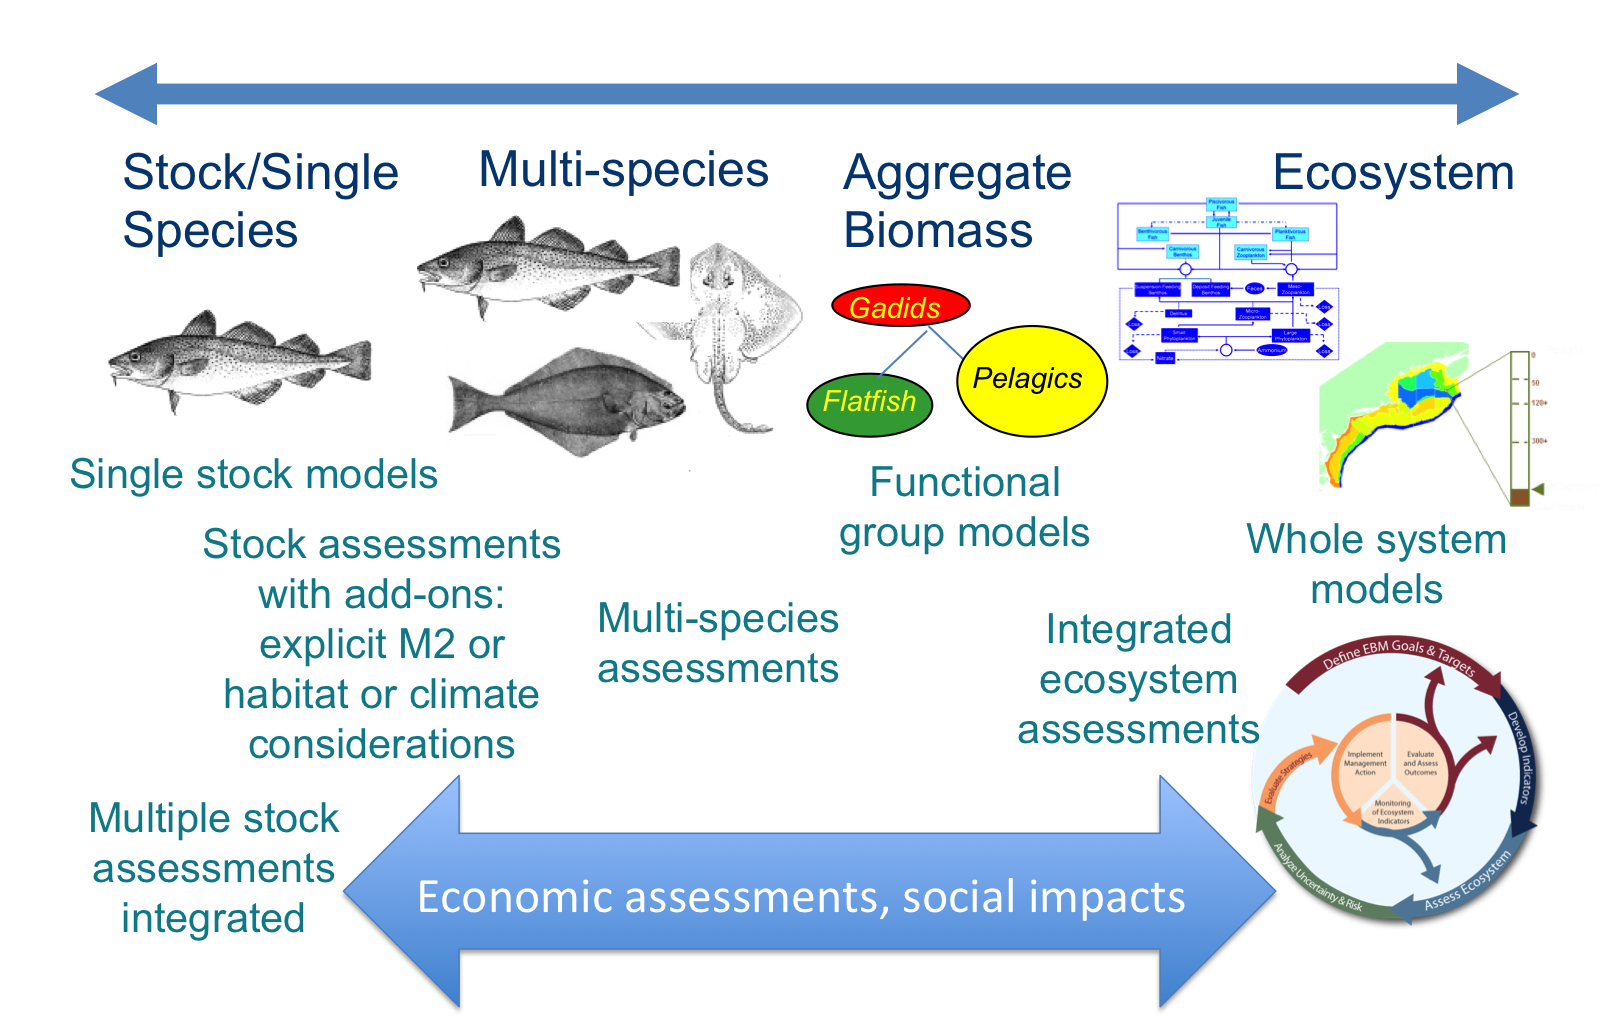 Stock/Single
Species
Multi-species
Aggregate
Biomass
Ecosystem
Gadids
Flatfish
Pelagics
Piscivorous
Fish
Juvenile
Fish
Benthivorous
Fish
Planktivorous
Fish
Carnivorous
Benthos
Carnivorous
Zooplankton
Suspension Feeding
Benthos
Deposit Feeding
Benthos
Feces
Meso-
Zooplankton
Detritus
Micro-
Zooplankton
Loss
Loss
Loss
Small
Phytoplankton
Large
Phytoplankton
Loss
Loss
Nitrate
Ammonium
0
50
120+
300+
Single stock models
Stock assessments
with add-ons:
explicit M2 or
habitat or climate
considerations
Multi-species
assessments
Functional
group models
Integrated
ecosystem
assessments
Whole system
models
Multiple stock
assessments
integrated
Economic assessments, social impacts
Define EBM Goals & Targets
Develop Indicators
Assess Ecosystem
Analyze Uncertainty & Risk
Evaluate Strategies
Implement
Management
Action
Evaluate
and Assess
Outcomes
Monitoring
of Ecosystem
Indicators